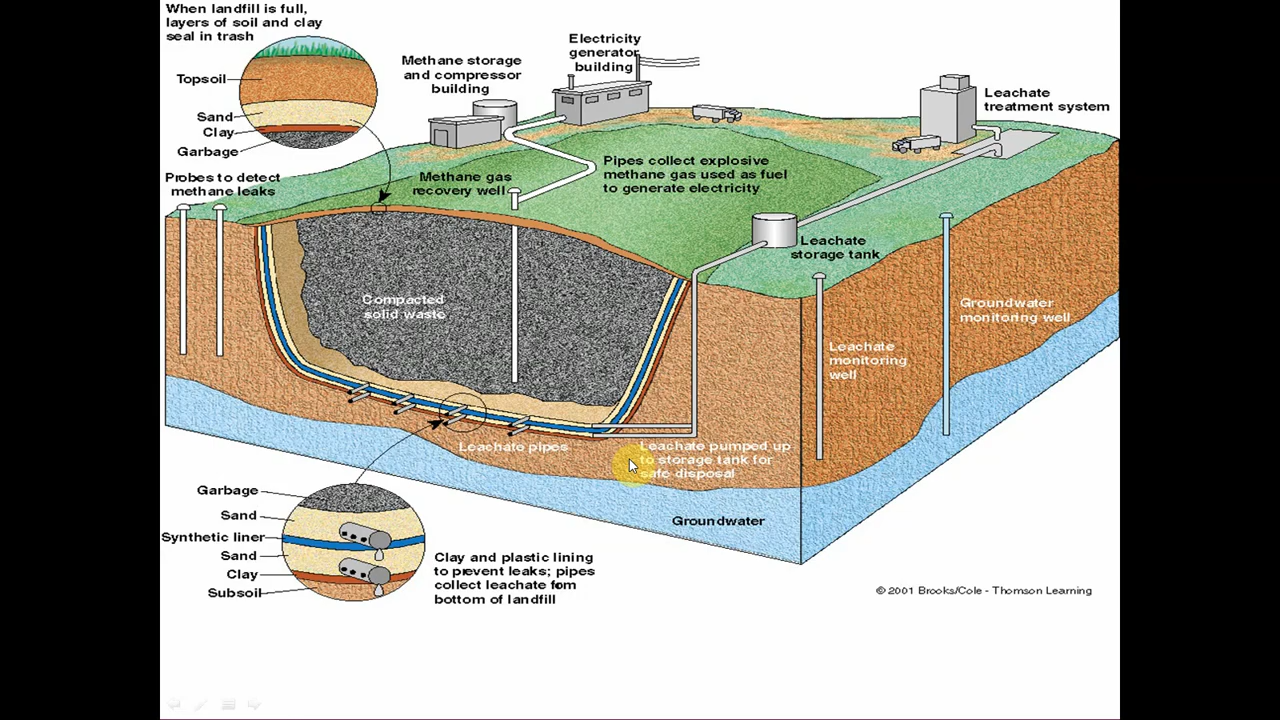 When landfill is full,
layers of soil and clay
seal in trash
Topsoil
Sand
Clay
Garbage
Probes to detect
methane leaks
Methane storage
and compressor
building
Electricity
generator
building
Leachate
treatment system
Methane gas
recovery well
Pipes collect explosive
methane gas used as fuel
to generate electricity
Leachate
storage tank
Compacted
solid waste
Groundwater
monitoring well
Leachate
monitoring
well
Leachate pipes
Leachate pumped up
to storage tank for
safe disposal
Groundwater
Garbage
Sand
Synthetic liner
Sand
Clay
Subsoil
Clay and plastic lining
to prevent leaks; pipes
collect leachate from
bottom of landfill
© 2001 Brooks/Cole - Thomson Learning